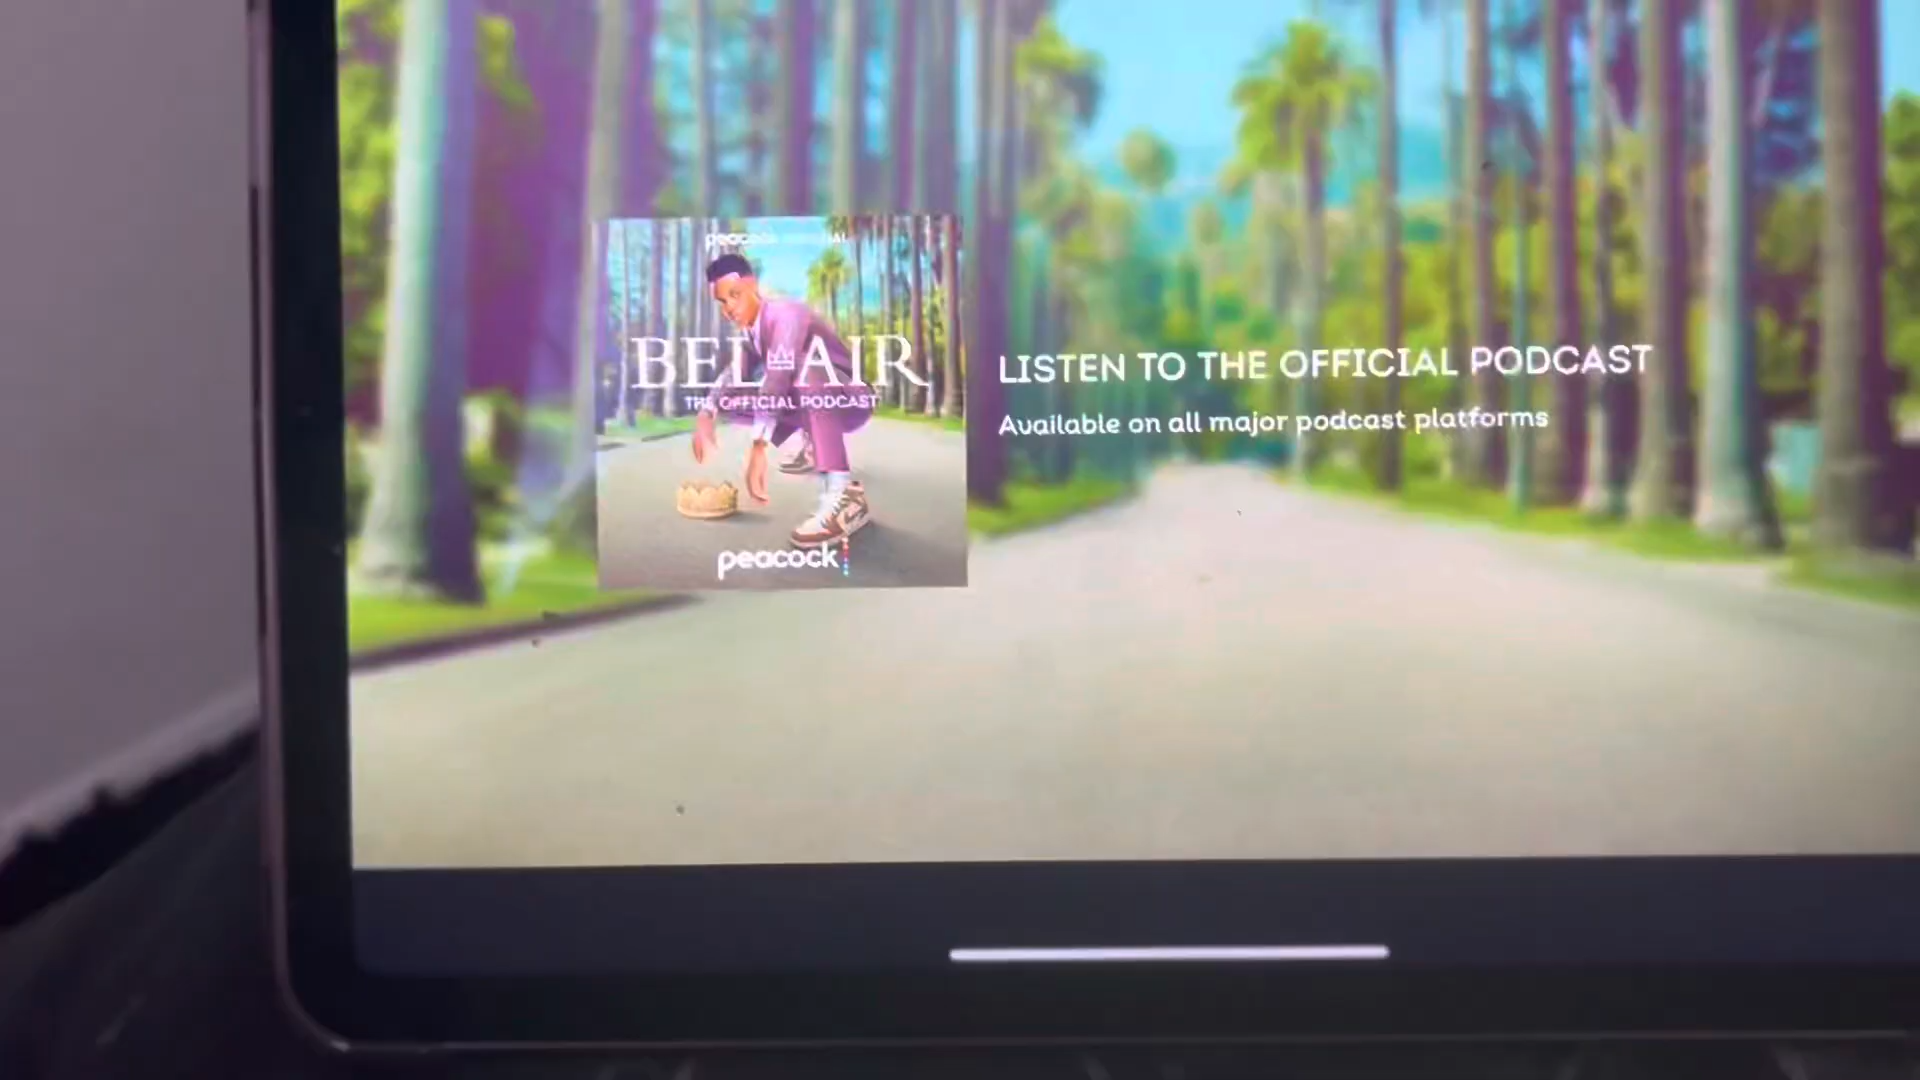 peacock
BEL AIR
THE OFFICIAL PODCAST
peacock
LISTEN TO THE OFFICIAL PODCAST
Available on all major podcast platforms